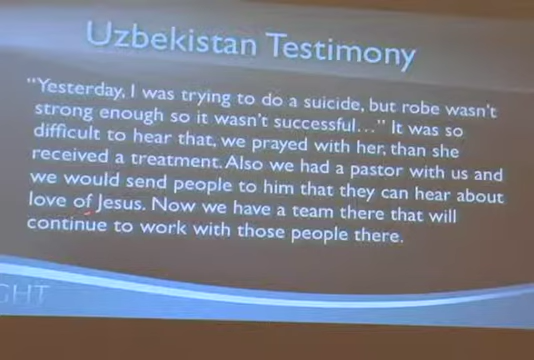 Uzbekistan Testimony
"Yesterday, I was trying to do a suicide, but robe wasn't
strong enough so it wasn't successful..." It was so
difficult to hear that, we prayed with her, than she
received a treatment. Also we had a pastor with us and
we would send people to him that they can hear about
love of Jesus. Now we have a team there that will
continue to work with those people there.
GHT